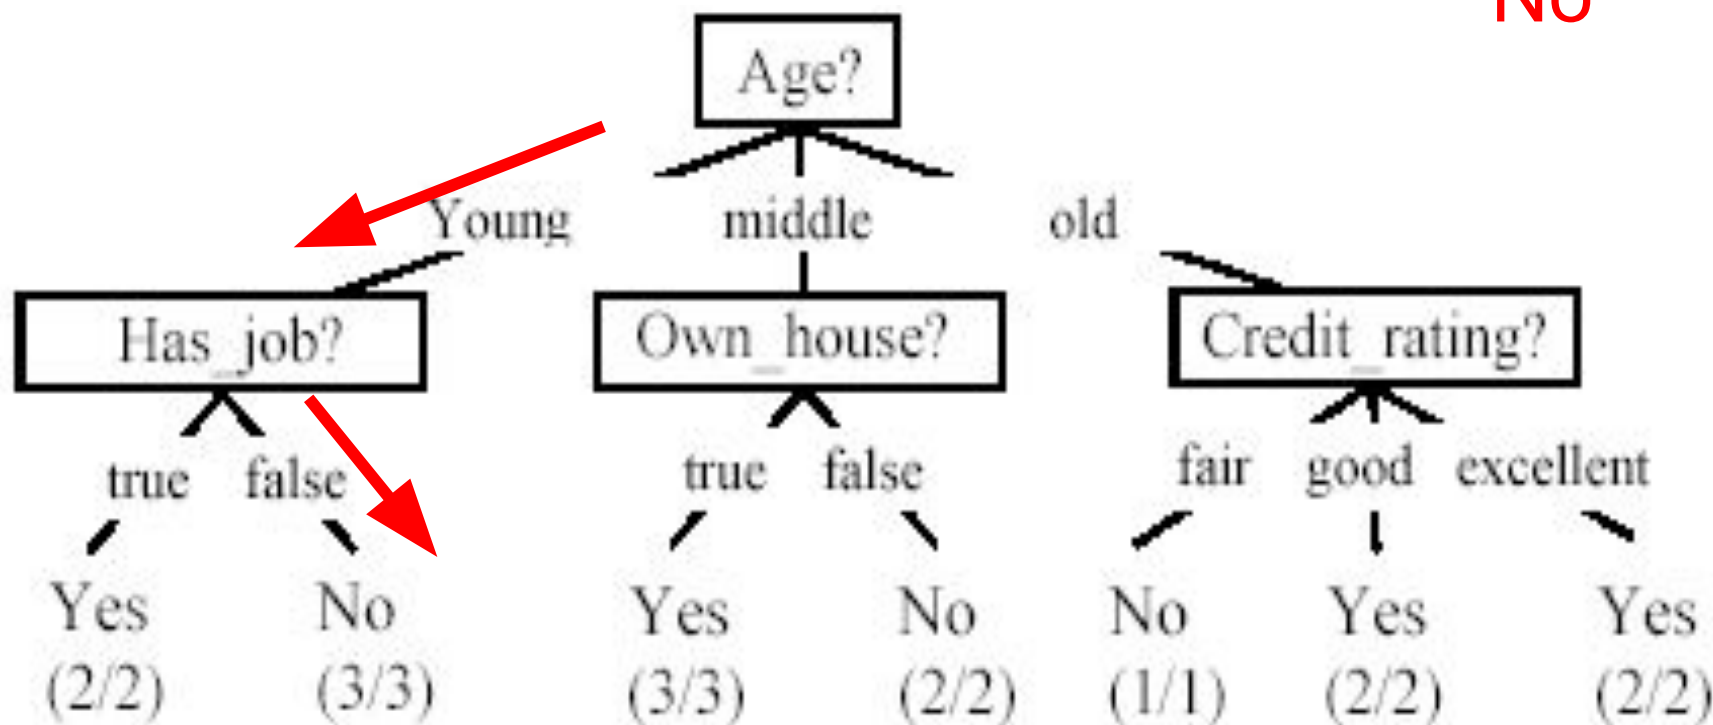 No
Age?
Young middle old
Has_job? Own_house? Credit_rating?
true false true false fair good excellent
Yes No Yes No No Yes Yes
(2/2) (3/3) (3/3) (2/2) (1/1) (2/2) (2/2)